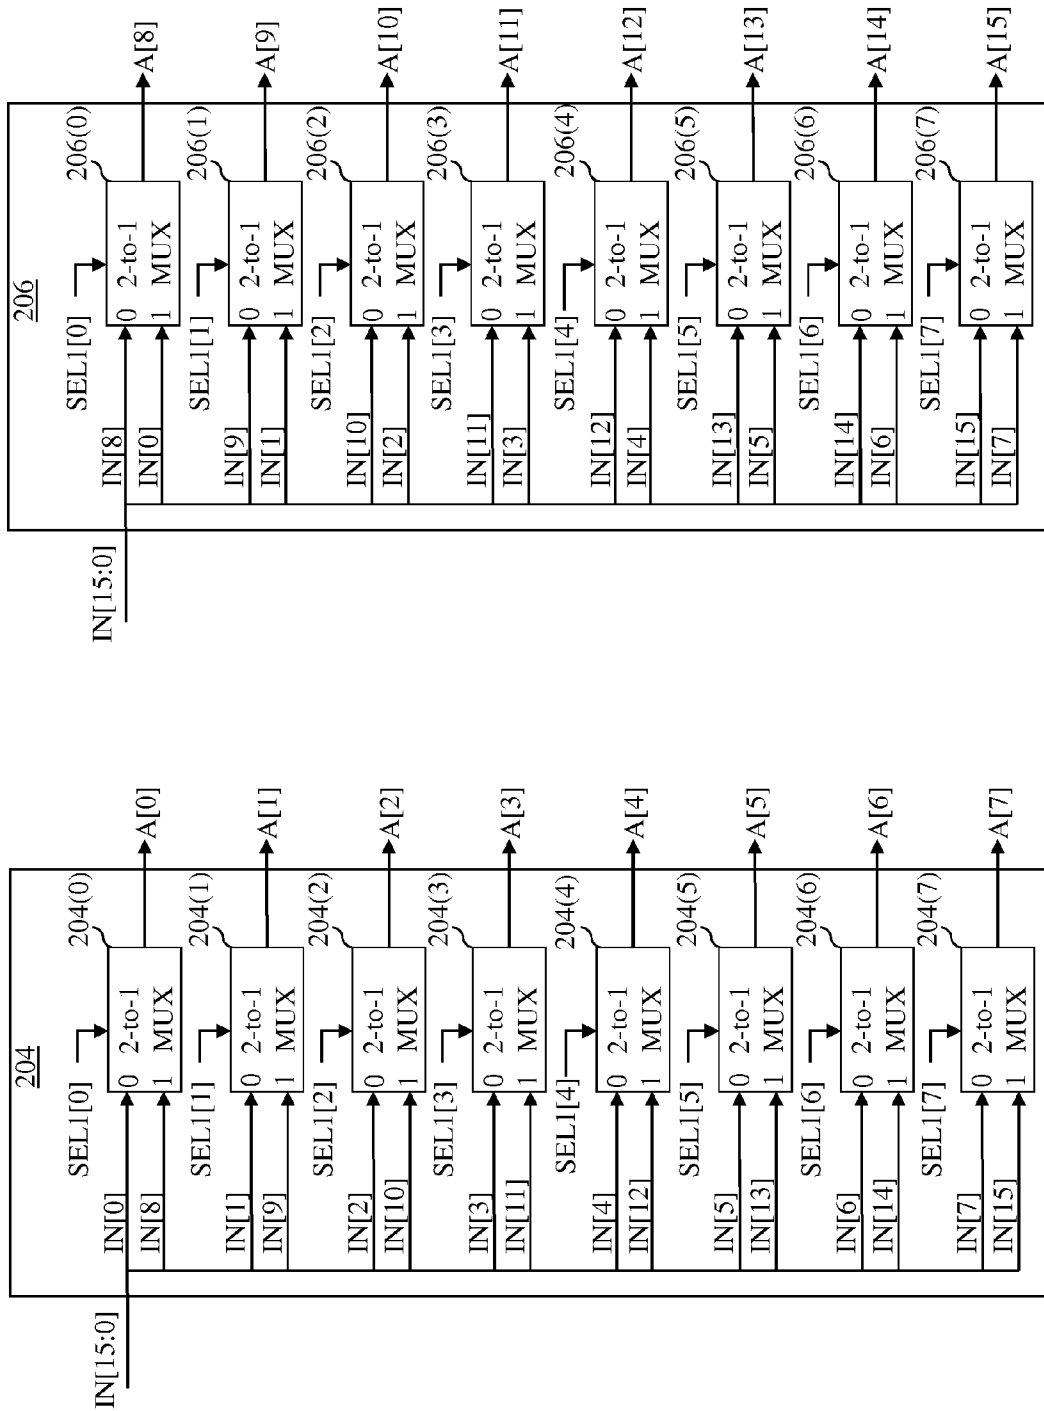 204
IN[15:0]
IN[0]
IN[8]
SEL1[0]
0 2-to-1
1 MUX
204(0)
A[0]
IN[1]
IN[9]
SEL1[1]
0 2-to-1
1 MUX
204(1)
A[1]
IN[2]
IN[10]
SEL1[2]
0 2-to-1
1 MUX
204(2)
A[2]
IN[3]
IN[11]
SEL1[3]
0 2-to-1
1 MUX
204(3)
A[3]
IN[4]
IN[12]
SEL1[4]
0 2-to-1
1 MUX
204(4)
A[4]
IN[5]
IN[13]
SEL1[5]
0 2-to-1
1 MUX
204(5)
A[5]
IN[6]
IN[14]
SEL1[6]
0 2-to-1
1 MUX
204(6)
A[6]
IN[7]
IN[15]
SEL1[7]
0 2-to-1
1 MUX
204(7)
A[7]
206
IN[15:0]
IN[8]
IN[0]
SEL1[0]
0 2-to-1
1 MUX
206(0)
A[8]
IN[9]
IN[1]
SEL1[1]
0 2-to-1
1 MUX
206(1)
A[9]
IN[10]
IN[2]
SEL1[2]
0 2-to-1
1 MUX
206(2)
A[10]
IN[11]
IN[3]
SEL1[3]
0 2-to-1
1 MUX
206(3)
A[11]
IN[12]
IN[4]
SEL1[4]
0 2-to-1
1 MUX
206(4)
A[12]
IN[13]
IN[5]
SEL1[5]
0 2-to-1
1 MUX
206(5)
A[13]
IN[14]
IN[6]
SEL1[6]
0 2-to-1
1 MUX
206(6)
A[14]
IN[15]
IN[7]
SEL1[7]
0 2-to-1
1 MUX
206(7)
A[15]